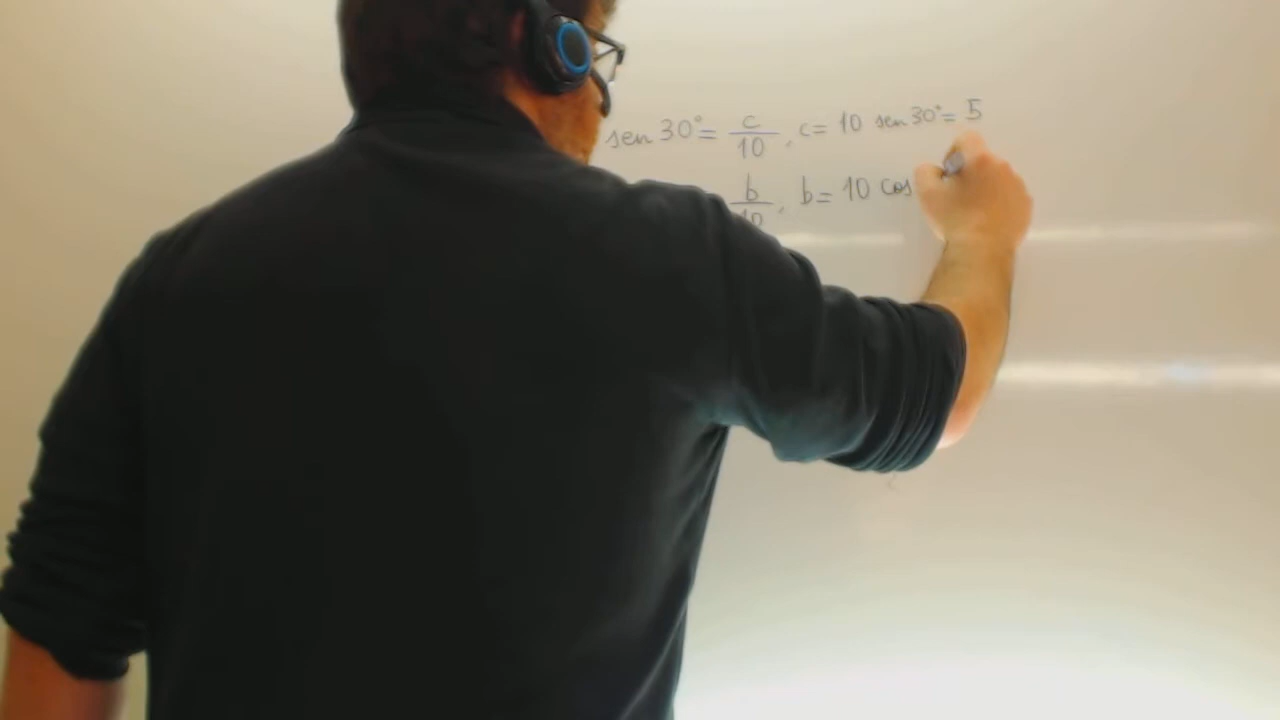 sen 30° = c/10, c = 10 sen 30° = 5
b/10, b = 10 cos